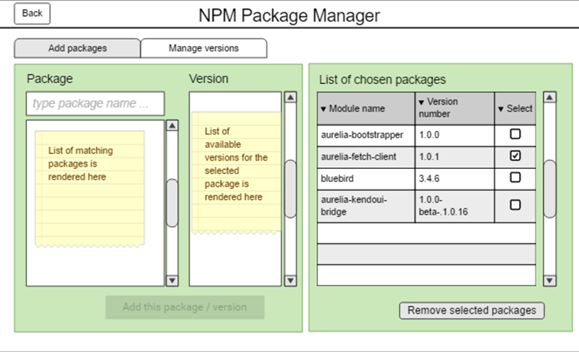 Back
NPM Package Manager
Add packages
Manage versions
Package
Version
type package name ...
List of matching
packages is
rendered here
List of
available
versions for the
selected
package is
rendered here
Add this package / version
List of chosen packages
▼ Module name ▼ Version number ▼ Select
aurelia-bootstrapper 1.0.0
aurelia-fetch-client 1.0.1
bluebird 3.4.6
aurelia-kendoui-
bridge
1.0.0-
beta-.1.0.16
Remove selected packages